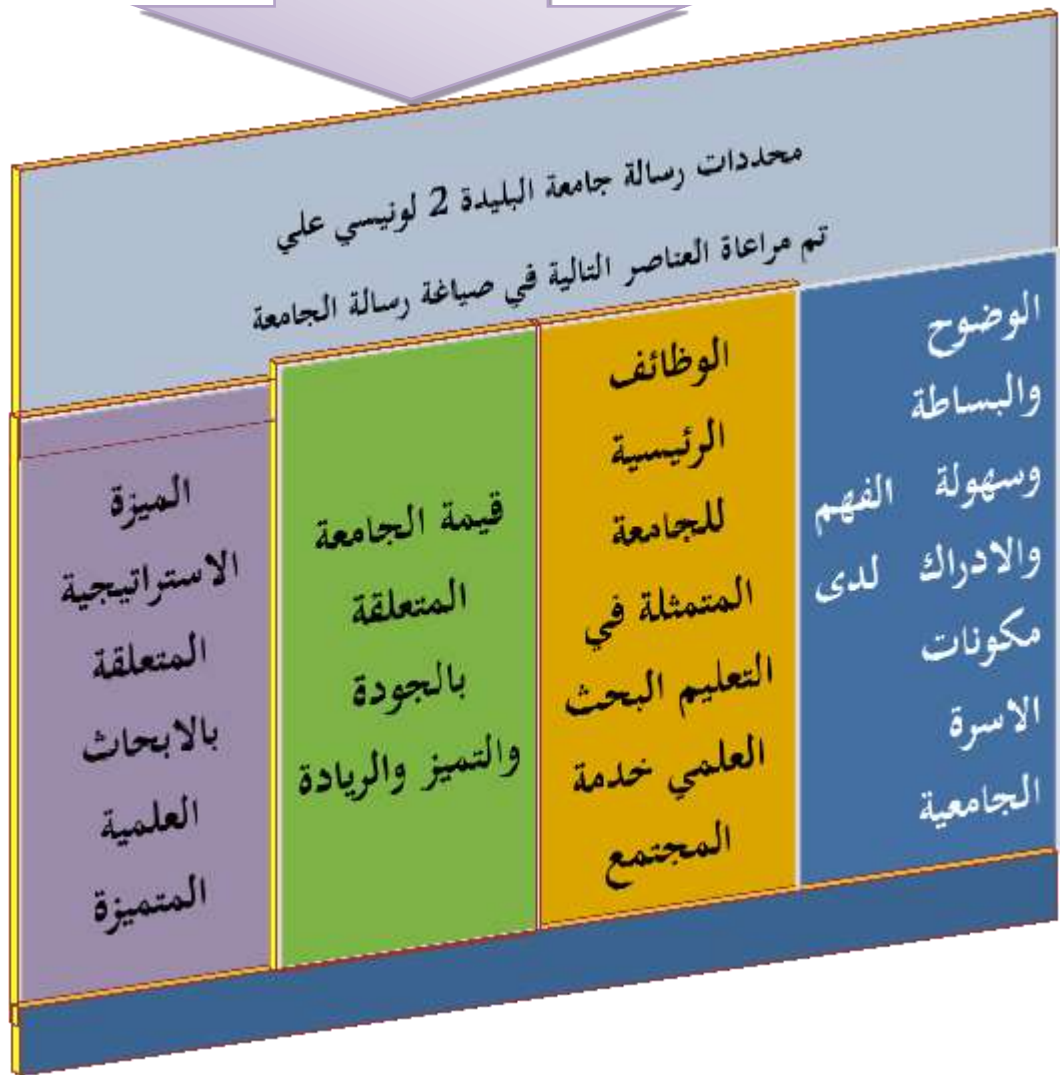 محددات رسالة جامعة البليدة 2 لونيسي علي
تم مراعاة العناصر التالية في صياغة رسالة الجامعة
الوضوح
والبساطة
وسهولة الفهم
والادراك لدى
مكونات
الاسرة
الجامعية
الوظائف
الرئيسية
للجامعة
المتمثلة في
التعليم البحث
العلمي خدمة
المجتمع
قيمة الجامعة
المتعلقة
بالجودة
والتميز والريادة
الميزة
الاستراتيجية
المتعلقة
بالابحاث
العلمية
المتميزة